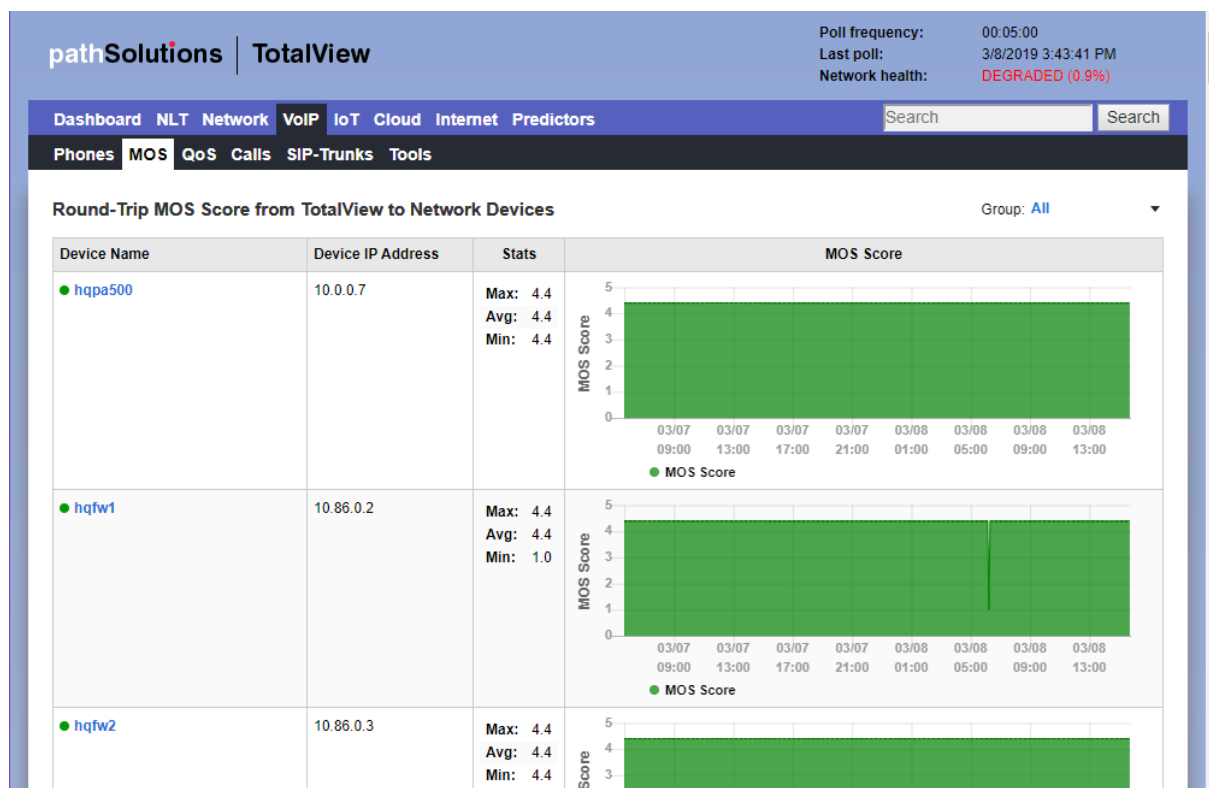 pathSolutions TotalView
Poll frequency: 00:05:00
Last poll: 3/8/2019 3:43:41 PM
Network health: DEGRADED (0.9%)
Dashboard NLT Network VoIP IoT Cloud Internet Predictors Search Search
Phones MOS QoS Calls SIP-Trunks Tools
Round-Trip MOS Score from TotalView to Network Devices Group: All
Device Name Device IP Address Stats MOS Score
hqpa500 10.0.0.7
Max: 4.4
Avg: 4.4
Min: 4.4
MOS Score
5
4
3
2
1
0
03/07 03/07 03/07 03/07 03/08 03/08 03/08 03/08
09:00 13:00 17:00 21:00 01:00 05:00 09:00 13:00
MOS Score
hqfw1 10.86.0.2
Max: 4.4
Avg: 4.4
Min: 1.0
MOS Score
5
4
3
2
1
0
03/07 03/07 03/07 03/07 03/08 03/08 03/08 03/08
09:00 13:00 17:00 21:00 01:00 05:00 09:00 13:00
MOS Score
hqfw2 10.86.0.3
Max: 4.4
Avg: 4.4
Min: 4.4
Score
5
4
3